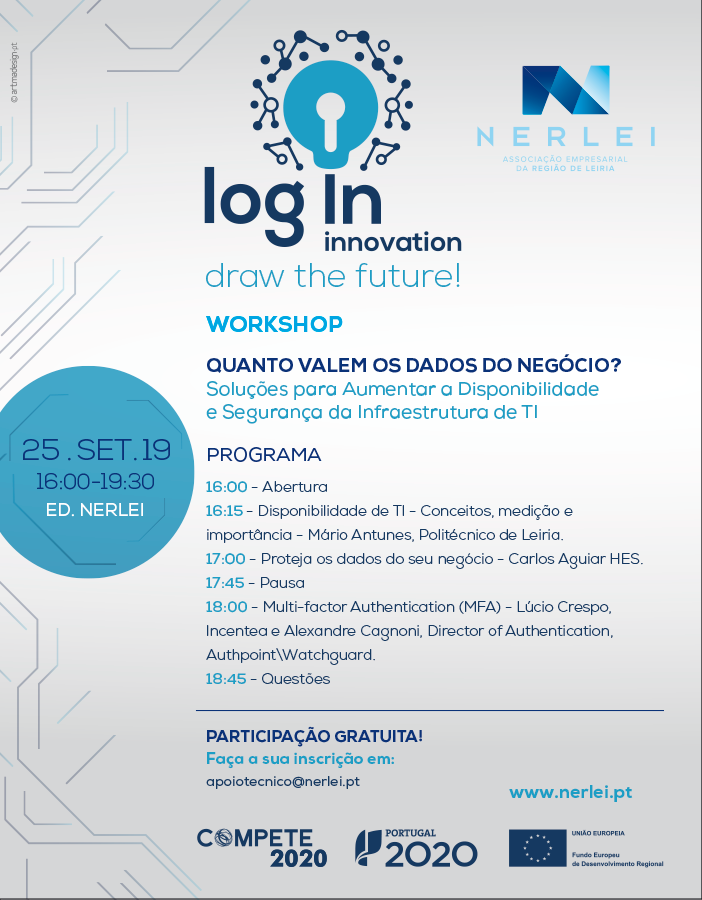 © artmadesign·pt
log In
innovation
draw the future!
NERLEI
ASSOCIAÇÃO EMPRESARIAL
DA REGIÃO DE LEIRIA
WORKSHOP
QUANTO VALEM OS DADOS DO NEGÓCIO?
Soluções para Aumentar a Disponibilidade
e Segurança da Infraestrutura de TI
25 . SET. 19
16:00-19:30
ED. NERLEI
PROGRAMA
16:00 - Abertura
16:15 - Disponibilidade de TI - Conceitos, medição e
importância - Mário Antunes, Politécnico de Leiria.
17:00 - Proteja os dados do seu negócio - Carlos Aguiar HES.
17:45 - Pausa
18:00 - Multi-factor Authentication (MFA) - Lúcio Crespo,
Incentea e Alexandre Cagnoni, Director of Authentication,
Authpoint\Watchguard.
18:45 - Questões
PARTICIPAÇÃO GRATUITA!
Faça a sua inscrição em:
apoiotecnico@nerlei.pt
www.nerlei.pt
COMPETE
2020
PORTUGAL
2020
UNIÃO EUROPEIA
Fundo Europeu
de Desenvolvimento Regional